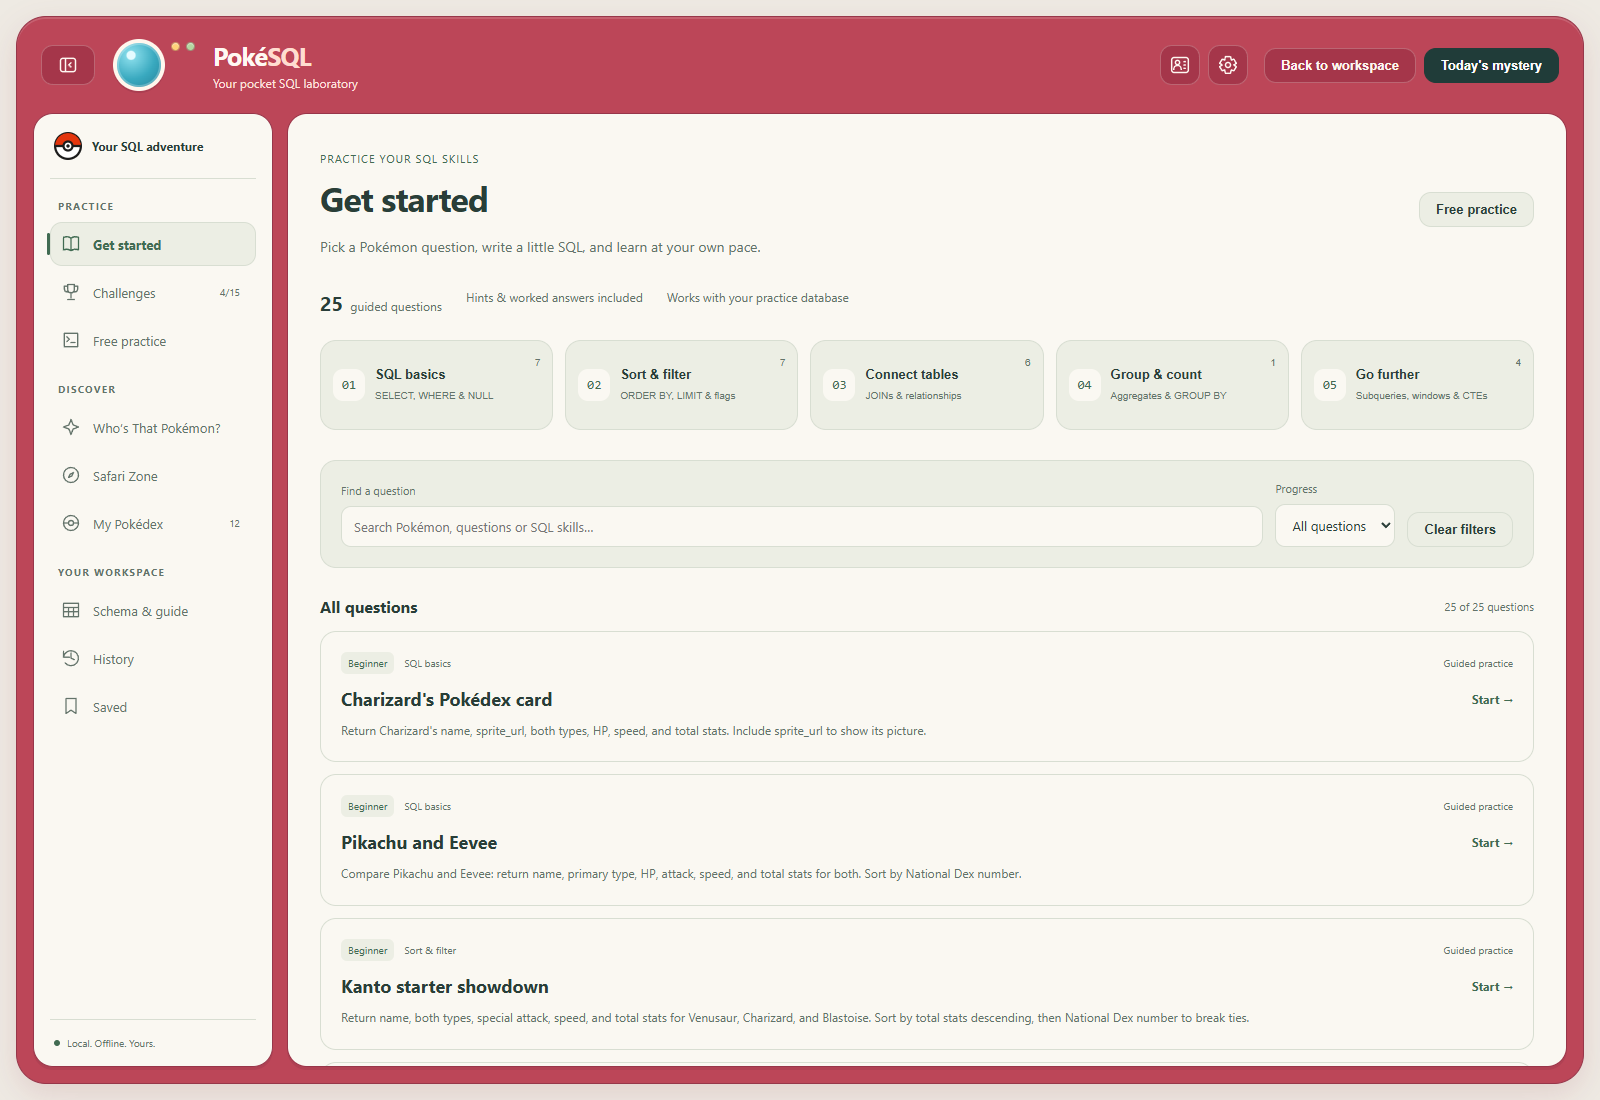 PokéSQL
Your pocket SQL laboratory
Back to workspace
Today's mystery
Your SQL adventure
PRACTICE
Get started
Challenges 4/15
Free practice
DISCOVER
Who's That Pokémon?
Safari Zone
My Pokédex 12
YOUR WORKSPACE
Schema & guide
History
Saved
Local. Offline. Yours.
PRACTICE YOUR SQL SKILLS
Get started
Free practice
Pick a Pokémon question, write a little SQL, and learn at your own pace.
25 guided questions Hints & worked answers included Works with your practice database
01 SQL basics 7
SELECT, WHERE & NULL
02 Sort & filter 7
ORDER BY, LIMIT & flags
03 Connect tables 6
JOINs & relationships
04 Group & count 1
Aggregates & GROUP BY
05 Go further 4
Subqueries, windows & CTEs
Find a question
Search Pokémon, questions or SQL skills...
Progress
All questions
Clear filters
All questions
25 of 25 questions
Beginner SQL basics Guided practice
Charizard's Pokédex card Start →
Return Charizard's name, sprite_url, both types, HP, speed, and total stats. Include sprite_url to show its picture.
Beginner SQL basics Guided practice
Pikachu and Eevee Start →
Compare Pikachu and Eevee: return name, primary type, HP, attack, speed, and total stats for both. Sort by National Dex number.
Beginner Sort & filter Guided practice
Kanto starter showdown Start →
Return name, both types, special attack, speed, and total stats for Venusaur, Charizard, and Blastoise. Sort by total stats descending, then National Dex number to break ties.